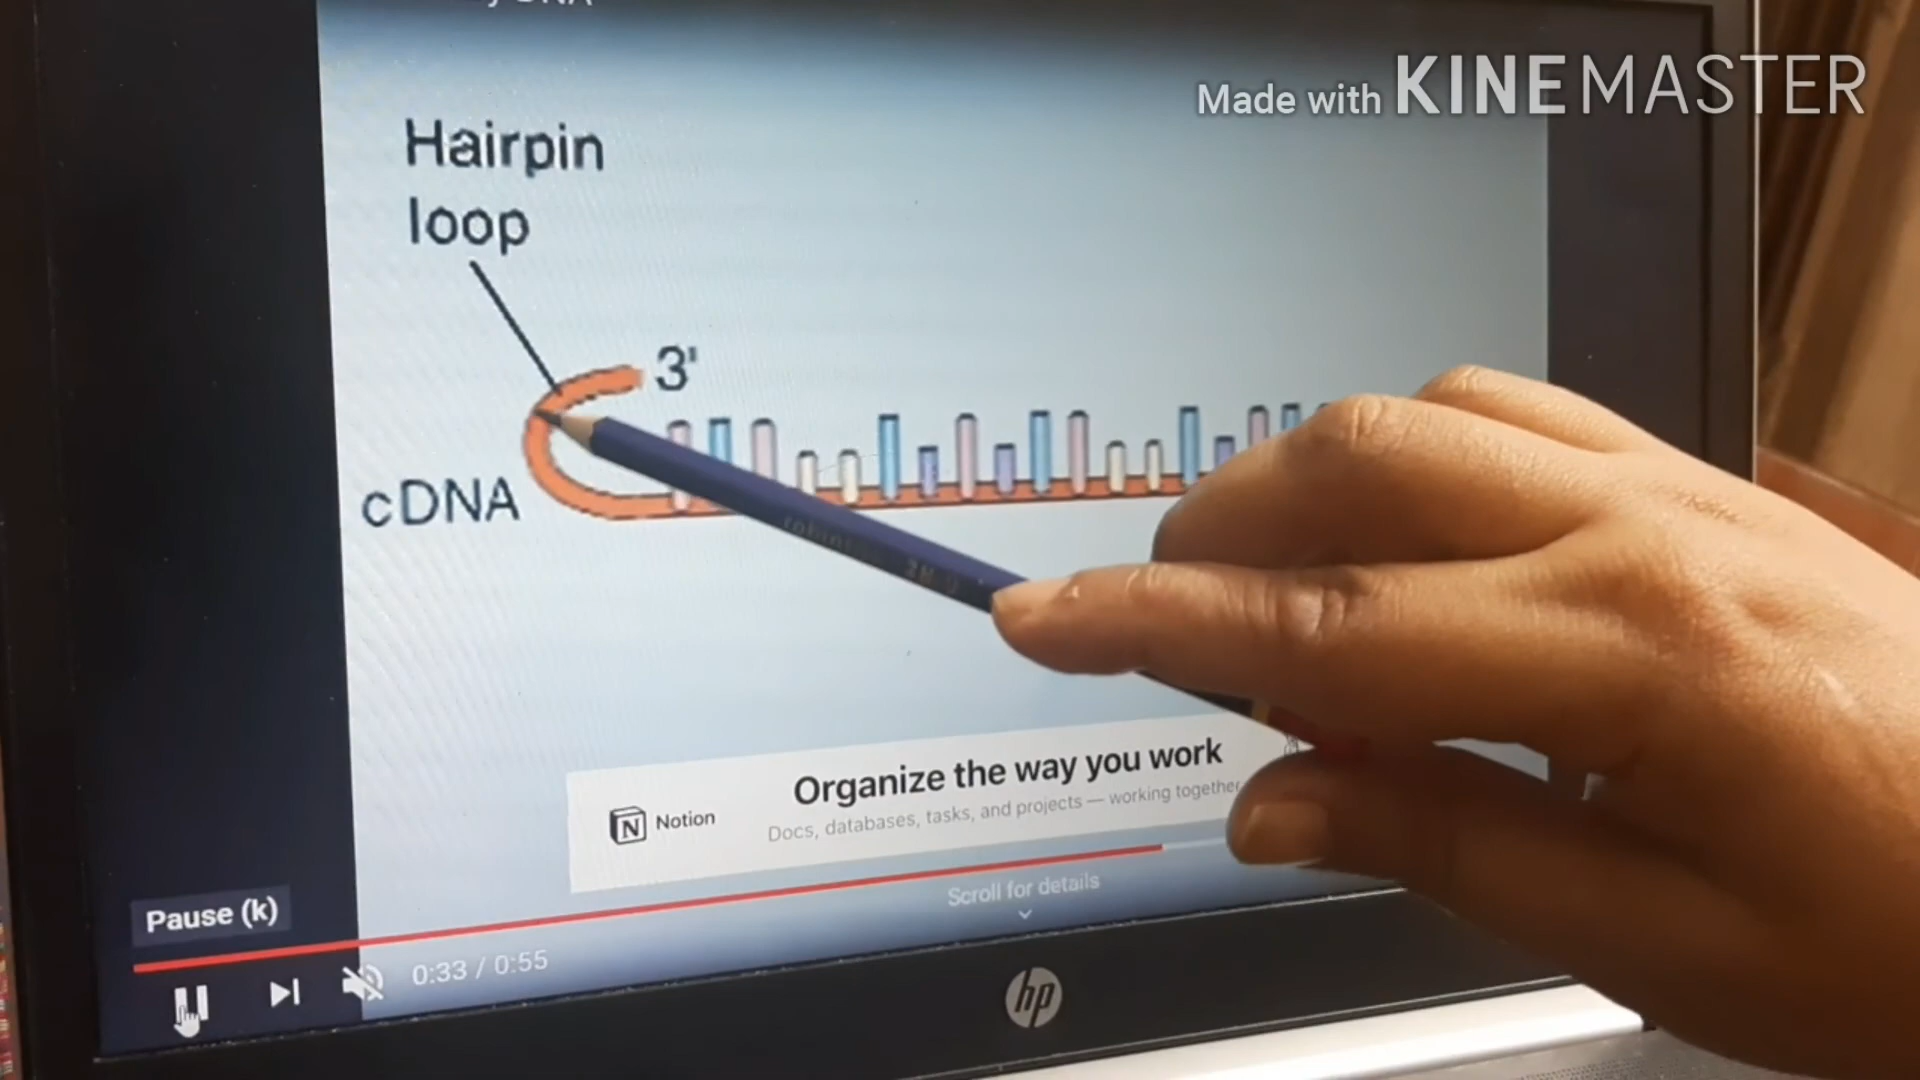 DNA
Made with KINEMASTER
Hairpin
loop
3'
cDNA
Organize the way you work
Notion
Docs, databases, tasks, and projects — working together
Scroll for details
Pause (k)
0:33 / 0:55
hp